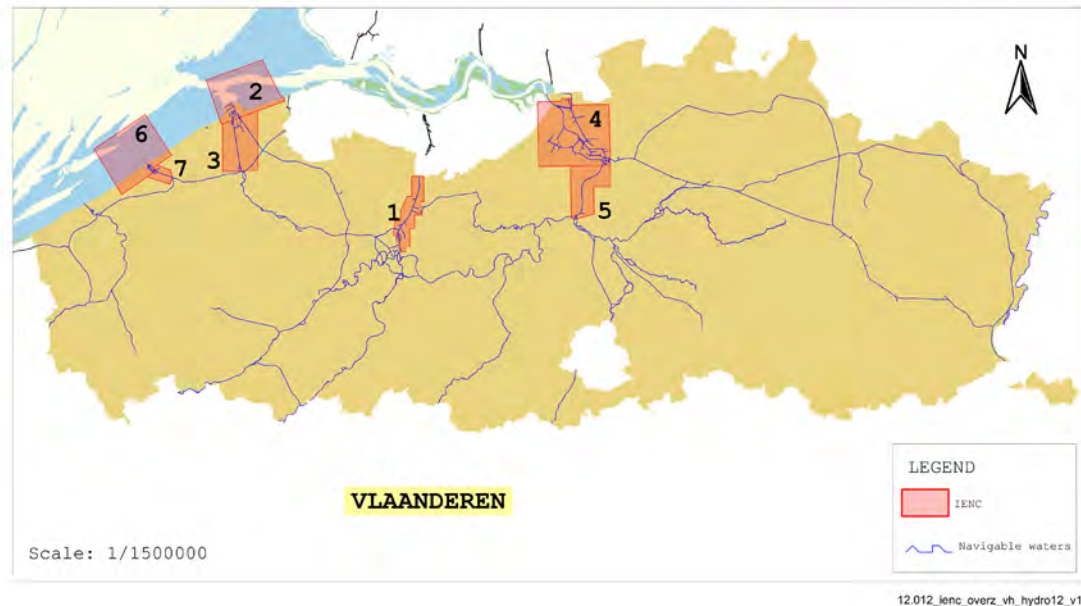 N
2
6
4
3
7
1
5
LEGEND
IENC
VLAANDEREN
Navigable waters
Scale: 1/1500000
12.012_ienc_overz_vh_hydro12_v1